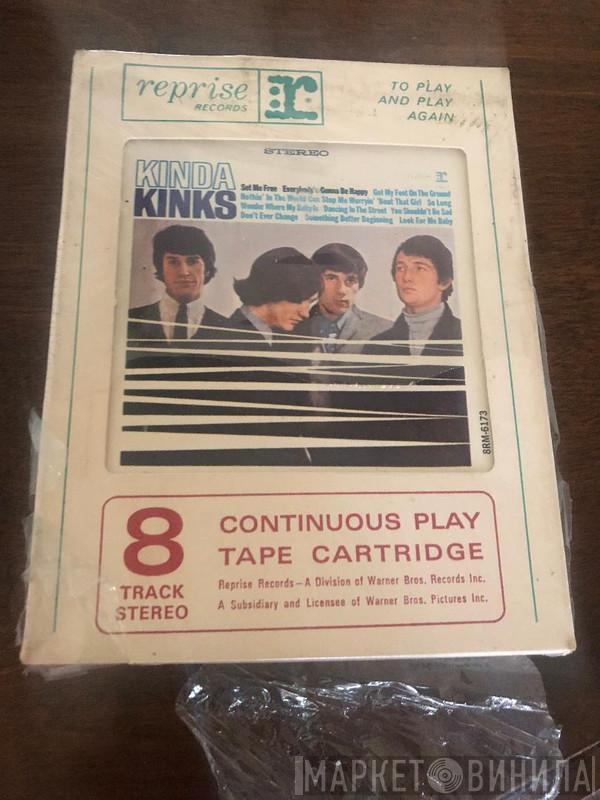 reprise
RECORDS
r
TO PLAY
AND PLAY
AGAIN
STEREO
KINDA
KINKS
r
Set Me Free Everybody's Gonna Be Happy Got My Feet On The Ground
Nothin' In The World Can Stop Me Worryin' 'Bout That Girl So Long
Wonder Where My Baby Is Dancing In The Street You Shouldn't Be Sad
Don't Ever Change Something Better Beginning Look For Me Baby
8RM-6173
8
TRACK
STEREO
CONTINUOUS PLAY
TAPE CARTRIDGE
Reprise Records—A Division of Warner Bros. Records Inc.
A Subsidiary and Licensee of Warner Bros. Pictures Inc.
МАРКЕТ ВИНИЛА